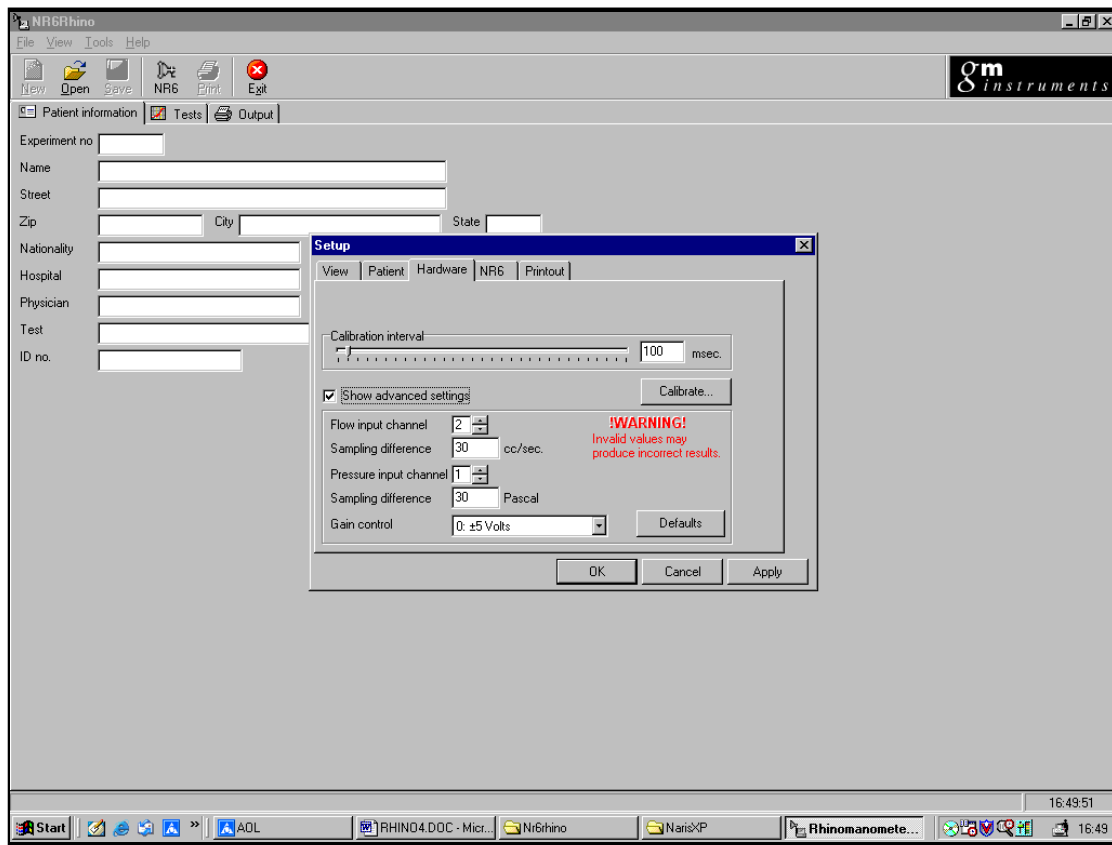 NR6Rhino
File View Tools Help
New Open Save NR6 Print Exit
gm instruments
Patient information Tests Output
Experiment no
Name
Street
Zip City State
Nationality
Hospital
Physician
Test
ID no.
Setup
View Patient Hardware NR6 Printout
Calibration interval
100 msec.
Show advanced settings Calibrate...
Flow input channel 2
Sampling difference 30 cc/sec.
Pressure input channel 1
Sampling difference 30 Pascal
Gain control 0: ±5 Volts
!WARNING!
Invalid values may
produce incorrect results.
Defaults
OK Cancel Apply
16:49:51
Start » AOL RHINO4.DOC - Micr... Nr6rhino NarisXP Rhinomanomete... 16:49